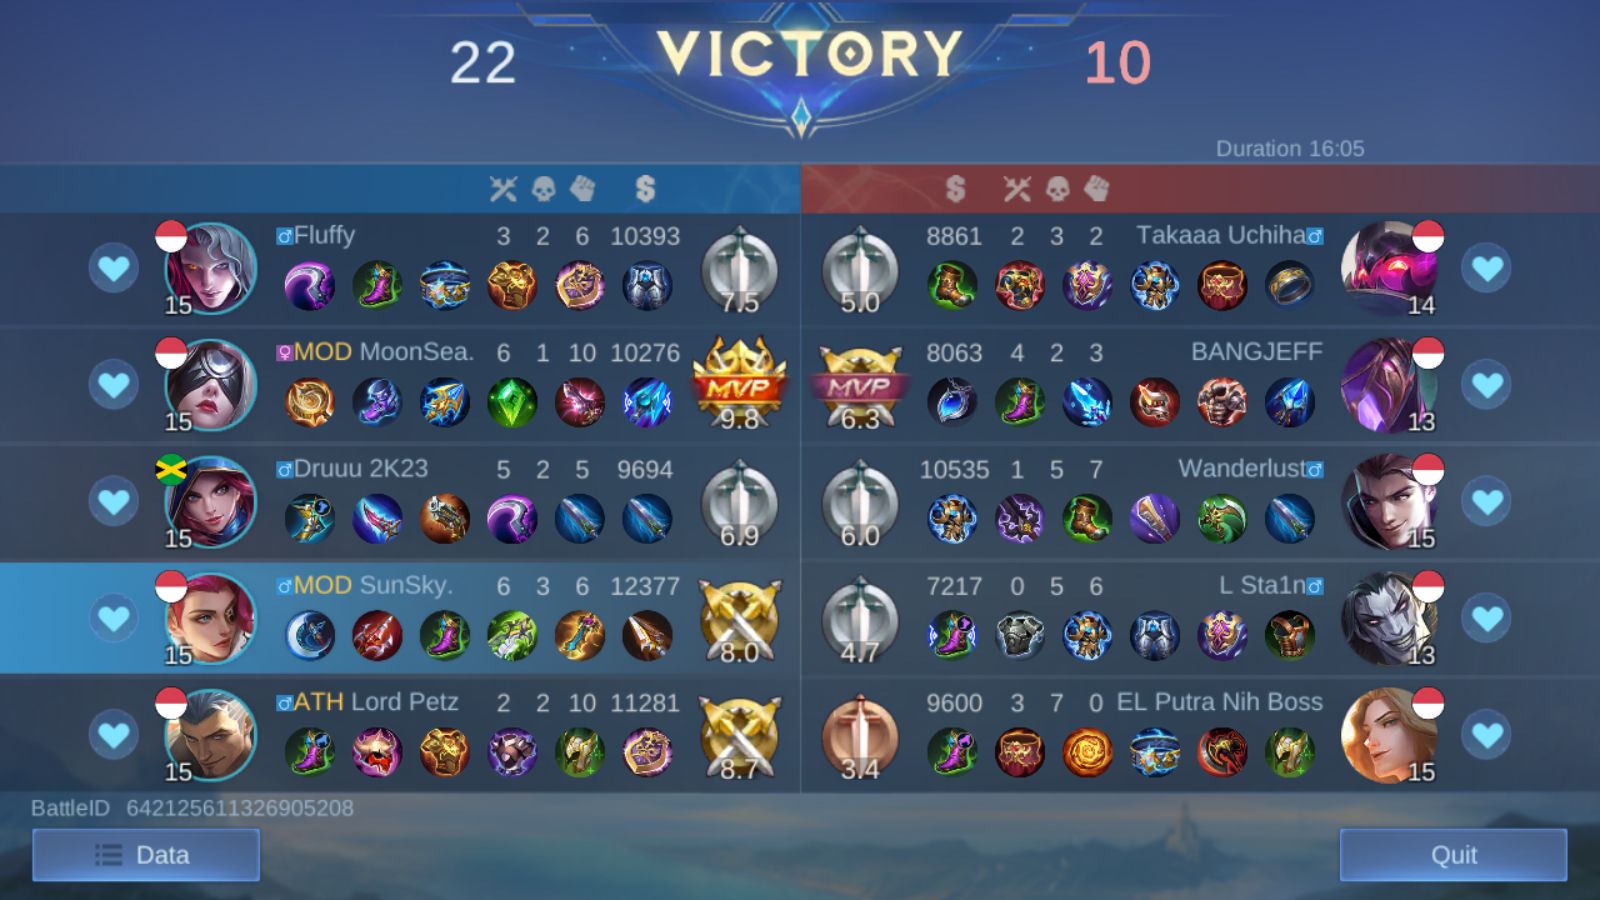 22 VICTORY 10
Duration 16:05
Fluffy 3 2 6 10393
15 7.5
8861 2 3 2 Takaaa Uchiha
5.0 14
MOD MoonSea. 6 1 10 10276
15 MVP 9.8
8063 4 2 3 BANGJEFF
MVP 6.3 13
Druuu 2K23 5 2 5 9694
15 6.9
10535 1 5 7 Wanderlust
6.0 15
MOD SunSky. 6 3 6 12377
15 8.0
7217 0 5 6 L Sta1n
4.7 13
ATH Lord Petz 2 2 10 11281
15 8.7
9600 3 7 0 EL Putra Nih Boss
3.4 15
BattleID 642125611326905208
Data
Quit